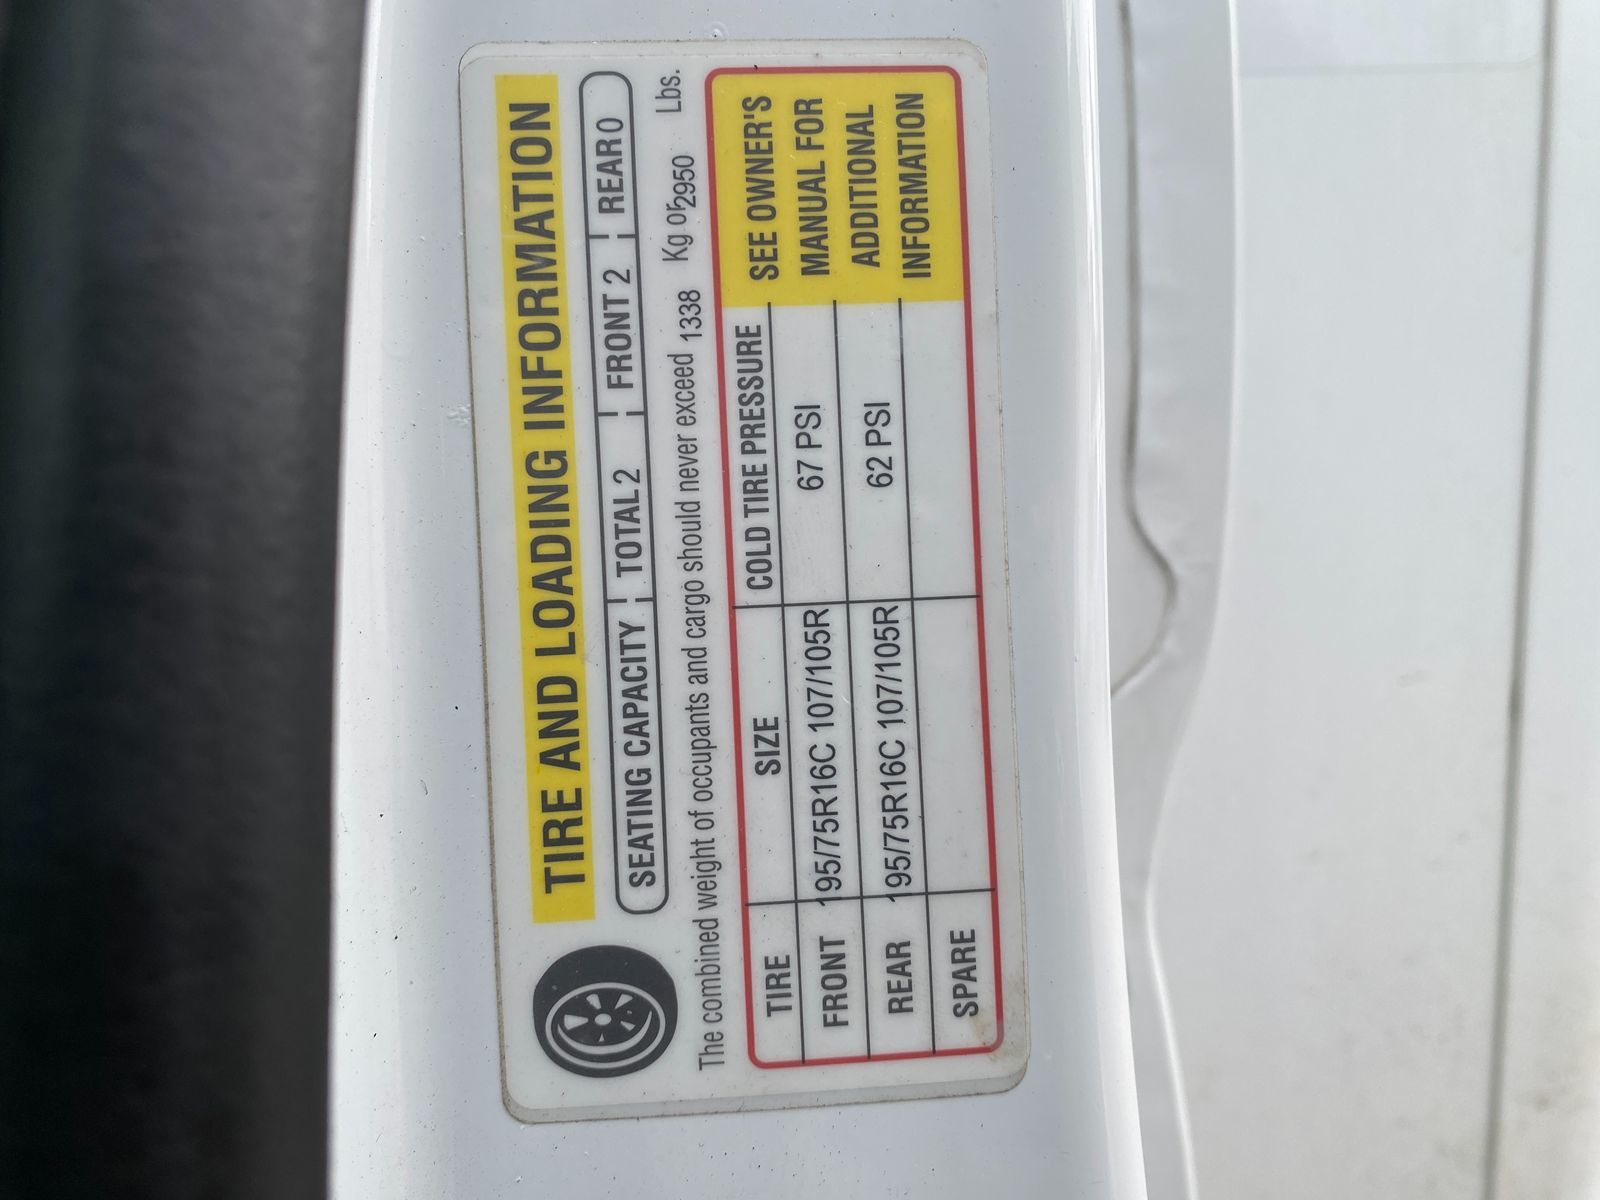 TIRE AND LOADING INFORMATION
SEATING CAPACITY TOTAL 2 FRONT 2 REAR 0
The combined weight of occupants and cargo should never exceed 1338 Kg or 2950 Lbs.
TIRE SIZE COLD TIRE PRESSURE
FRONT 195/75R16C 107/105R 67 PSI
REAR 195/75R16C 107/105R 62 PSI
SPARE
SEE OWNER'S
MANUAL FOR
ADDITIONAL
INFORMATION